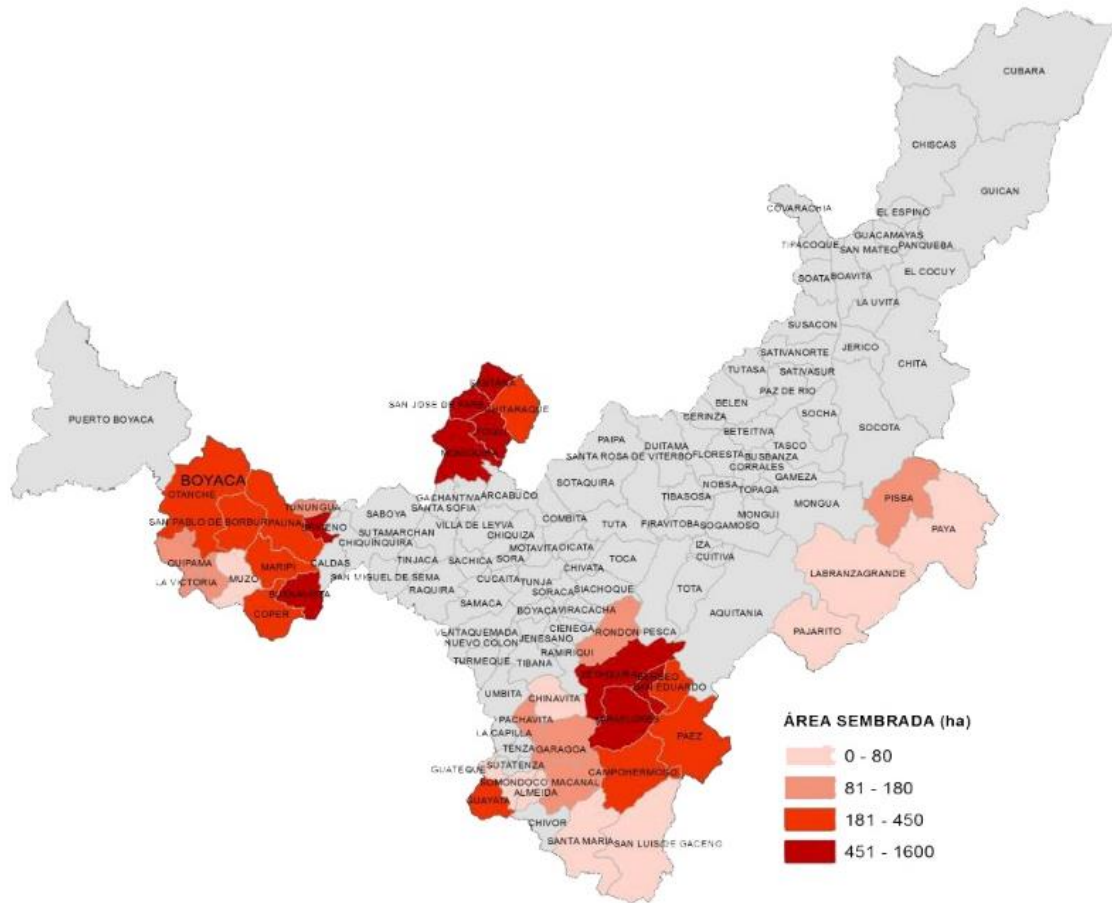 CUBARA
CHISCAS
GUICAN
COVARACHIA
EL ESPINO
GUACAMAYAS
TIPACOQUE
SAN MATEO
PANQUEBA
EL COCUY
SOATA
BOAVITA
LA UVITA
SUSACON
JERICO
SATIVANORTE
CHITA
TUTASA
SATIVASUR
PAZ DE RIO
BELEN
SOCHA
CERINZA
SAN JOSE DE PARE
CHITARAQUE
PUERTO BOYACA
BETEITIVA
SOCOTA
PAIPA
DUITAMA
TASCO
SANTA ROSA DE VITERBO
FLORESTA
BUSBANZA
CORRALES
SOTAQUIRA
GAMEZA
BOYACA
NOBSA
TOPAGA
OTANCHE
GACHANTIVA
ARCABUCO
TIBASOSA
MONGUA
PISBA
TUNUNGUA
SABOYA
SANTA SOFIA
MONGUI
PAYA
SAN PABLO DE BORBUR
PAUNA
VILLA DE LEYVA
COMBITA
TUTA
FIRAVITOBA
SOGAMOSO
SUTAMARCHAN
CHIQUIZA
CHIQUINQUIRA
MOTAVITA
OICATA
IZA
CUITIVA
QUIPAMA
MARIPI
CALDAS
TINJACA
SACHICA
SORA
CHIVATA
TOCA
LABRANZAGRANDE
LA VICTORIA
MUZO
SAN MIGUEL DE SEMA
CUCAITA
TUNJA
SIACHOQUE
TOTA
RAQUIRA
SORACA
BUENAVISTA
SAMACA
BOYACA
VIRACACHA
AQUITANIA
COPER
CIENEGA
VENTAQUEMADA
RONDON
PESCA
PAJARITO
NUEVO COLON
JENESANO
RAMIRIQUI
TURMEQUE
TIBANA
SAN EDUARDO
UMBITA
CHINAVITA
PACHAVITA
MIRAFLORES
ÁREA SEMBRADA (ha)
LA CAPILLA
PAEZ
TENZA
GARAGOA
0 - 80
SUTATENZA
GUATEQUE
CAMPOHERMOSO
81 - 180
SOMONDOCO
MACANAL
ALMEIDA
GUAYATA
181 - 450
CHIVOR
SANTA MARIA
SAN LUIS DE GACENO
451 - 1600